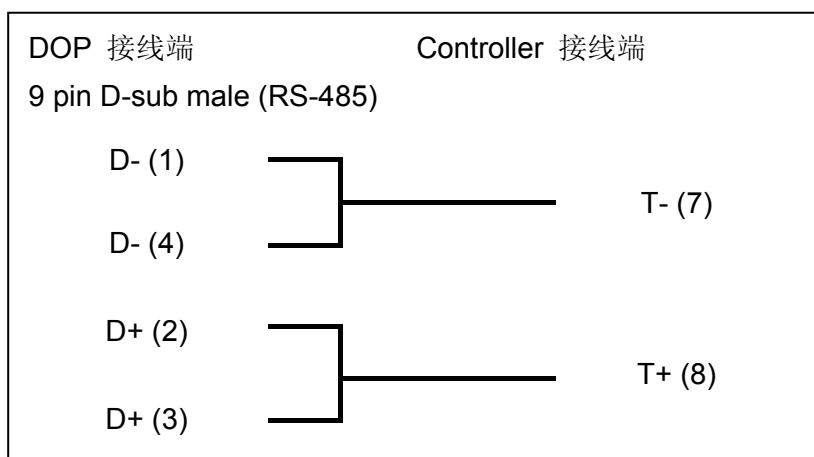 DOP 接线端 Controller 接线端
9 pin D-sub male (RS-485)
D- (1)
T- (7)
D- (4)
D+ (2)
T+ (8)
D+ (3)